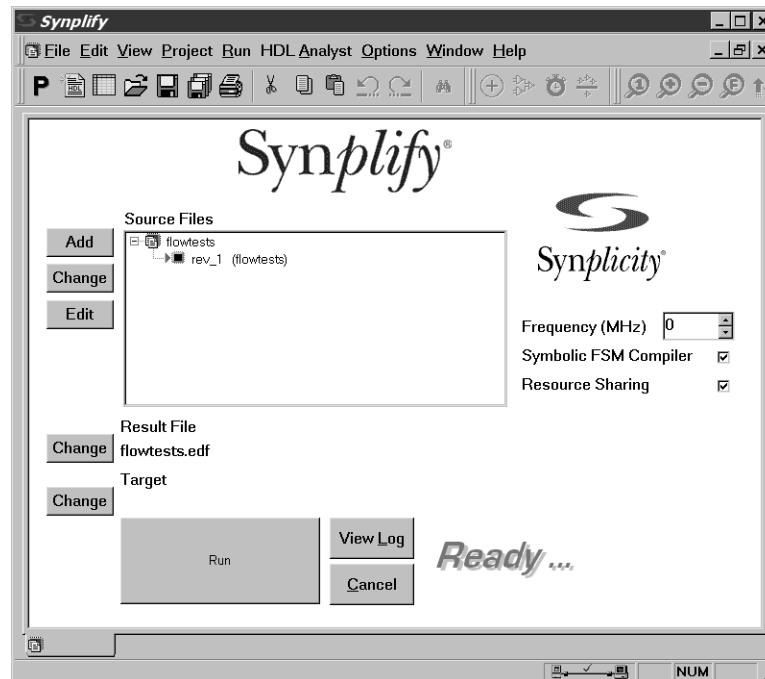 Synplify
File Edit View Project Run HDL Analyst Options Window Help
P HDL 1 F
Synplify®
Source Files
Synplicity®
Add
flowtests
rev_1 (flowtests)
Change
Edit
Frequency (MHz) 0
Symbolic FSM Compiler
Resource Sharing
Result File
Change flowtests.edf
Target
Change
Run
View Log
Cancel
Ready ...
NUM